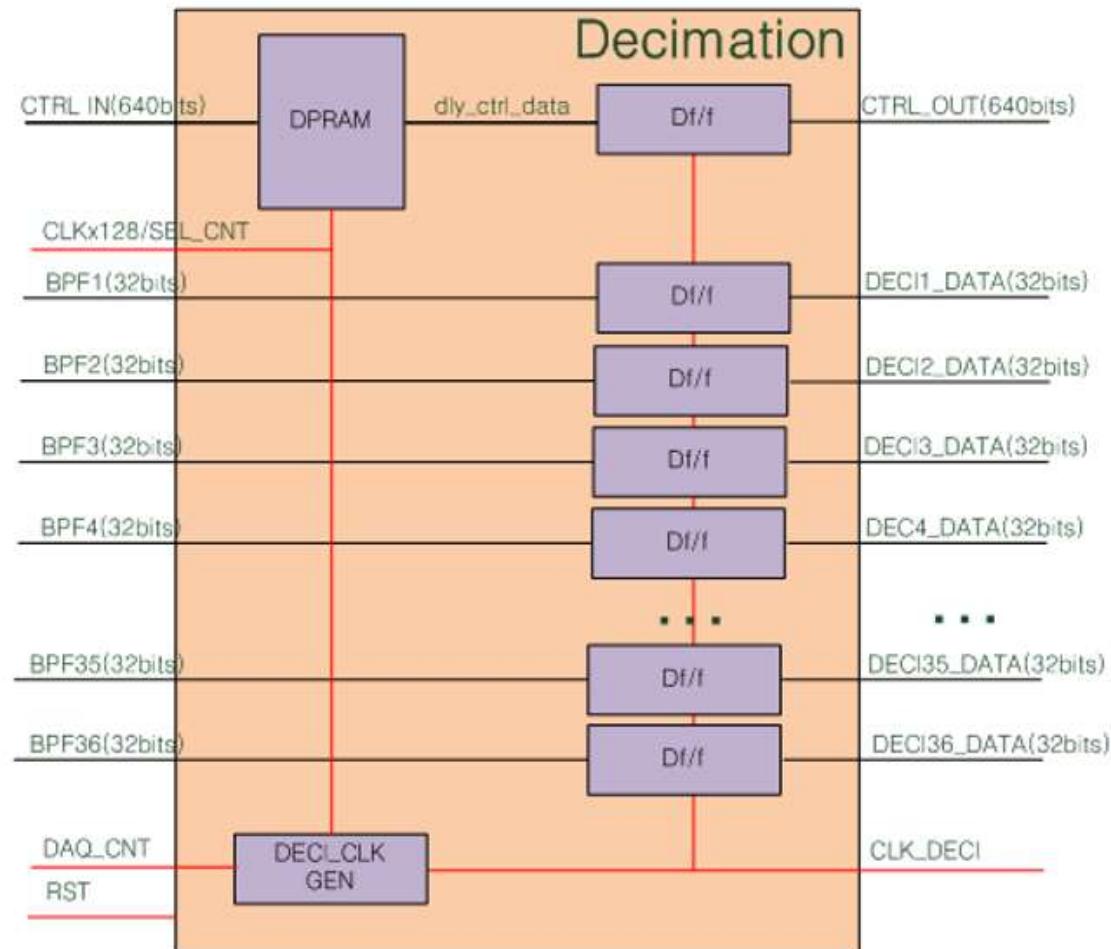 Decimation
CTRL IN(640bits)
DPRAM
dly_ctrl_data
Df/f
CTRL_OUT(640bits)
CLKx128/SEL_CNT
BPF1(32bits)
Df/f
DECI1_DATA(32bits)
BPF2(32bits)
Df/f
DECI2_DATA(32bits)
BPF3(32bits)
Df/f
DECI3_DATA(32bits)
BPF4(32bits)
Df/f
DEC4_DATA(32bits)
...
...
BPF35(32bits)
Df/f
DECI35_DATA(32bits)
BPF36(32bits)
Df/f
DECI36_DATA(32bits)
DAQ_CNT
DECI_CLK
GEN
CLK_DECI
RST